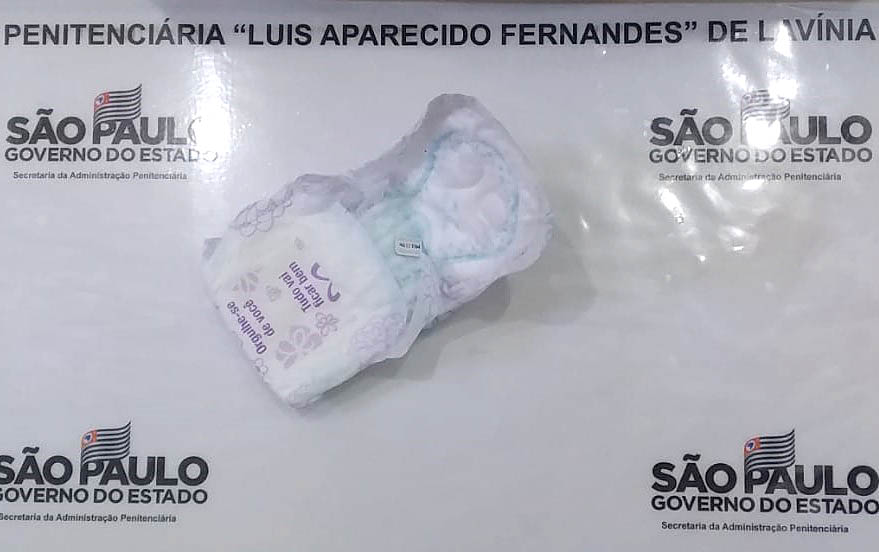 PENITENCIÁRIA “LUIS APARECIDO FERNANDES” DE LAVÍNIA
SÃO PAULO
GOVERNO DO ESTADO
Secretaria da Administração Penitenciária
SÃO PAULO
GOVERNO DO ESTADO
Secretaria da Administração Penitenciária
Orgulhe-se
de você
Tudo vai
ficar bem
SÃO PAULO
GOVERNO DO ESTADO
Secretaria da Administração Penitenciária
SÃO PAULO
GOVERNO DO ESTADO
Secretaria da Administração Penitenciária